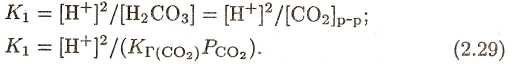 K₁ = [H⁺]²/[H₂CO₃] = [H⁺]²/[CO₂]р-р;
K₁ = [H⁺]²/(K_Г(CO₂)P_CO₂). (2.29)